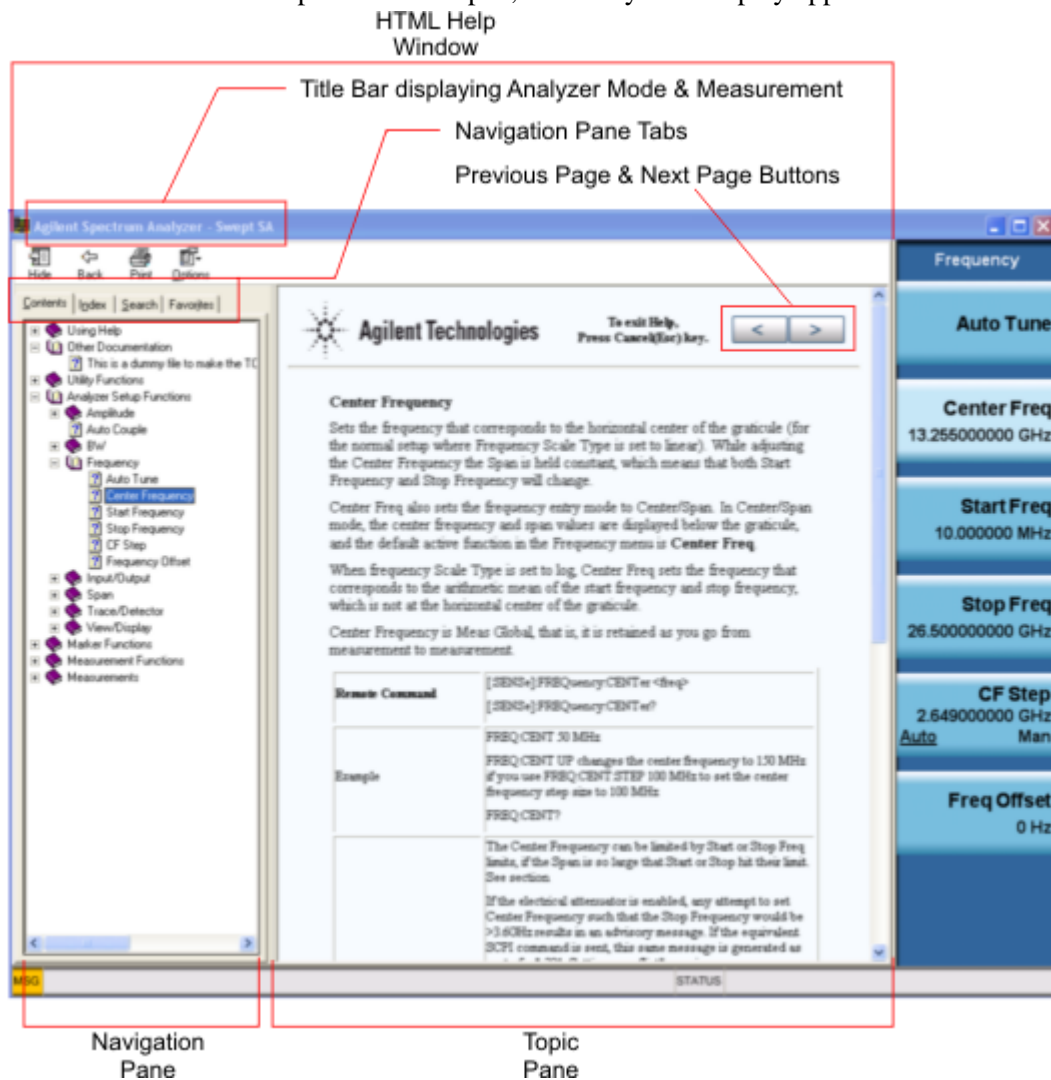 HTML Help
Window
Title Bar displaying Analyzer Mode & Measurement
Navigation Pane Tabs
Previous Page & Next Page Buttons
Agilent Spectrum Analyzer - Swept SA
Hide Back Print Options
Contents Index Search Favorites
Using Help
Other Documentation
This is a dummy file to make the TC
Utility Functions
Analyzer Setup Functions
Amplitude
Auto Couple
BW
Frequency
Auto Tune
Center Frequency
Start Frequency
Stop Frequency
CF Step
Frequency Offset
Input/Output
Span
Trace/Detector
View/Display
Marker Functions
Measurement Functions
Measurements
Agilent Technologies
To exit Help,
Press Cancel(Esc) key.
< >
Center Frequency
Sets the frequency that corresponds to the horizontal center of the graticule (for
the normal setup where Frequency Scale Type is set to linear). While adjusting
the Center Frequency the Span is held constant, which means that both Start
Frequency and Stop Frequency will change.
Center Freq also sets the frequency entry mode to Center/Span. In Center/Span
mode, the center frequency and span values are displayed below the graticule,
and the default active function in the Frequency menu is Center Freq.
When frequency Scale Type is set to log, Center Freq sets the frequency that
corresponds to the arithmetic mean of the start frequency and stop frequency,
which is not at the horizontal center of the graticule.
Center Frequency is Meas Global, that is, it is retained as you go from
measurement to measurement.
Remote Command
[:SENSe]:FREQuency:CENTer <freq>
[:SENSe]:FREQuency:CENTer?
Example
FREQ:CENT 50 MHz
FREQ:CENT UP changes the center frequency to 150 MHz
if you use FREQ:CENT:STEP 100 MHz to set the center
frequency step size to 100 MHz
FREQ:CENT?
The Center Frequency can be limited by Start or Stop Freq
limits, if the Span is so large that Start or Stop hit their limit.
See section
If the electrical attenuator is enabled, any attempt to set
Center Frequency such that the Stop Frequency would be
>3.6GHz results in an advisory message. If the equivalent
SCPI command is sent, this same message is generated as
Frequency
Auto Tune
Center Freq
13.255000000 GHz
Start Freq
10.000000 MHz
Stop Freq
26.500000000 GHz
CF Step
2.649000000 GHz
Auto Man
Freq Offset
0 Hz
MSG
STATUS
Navigation
Pane
Topic
Pane